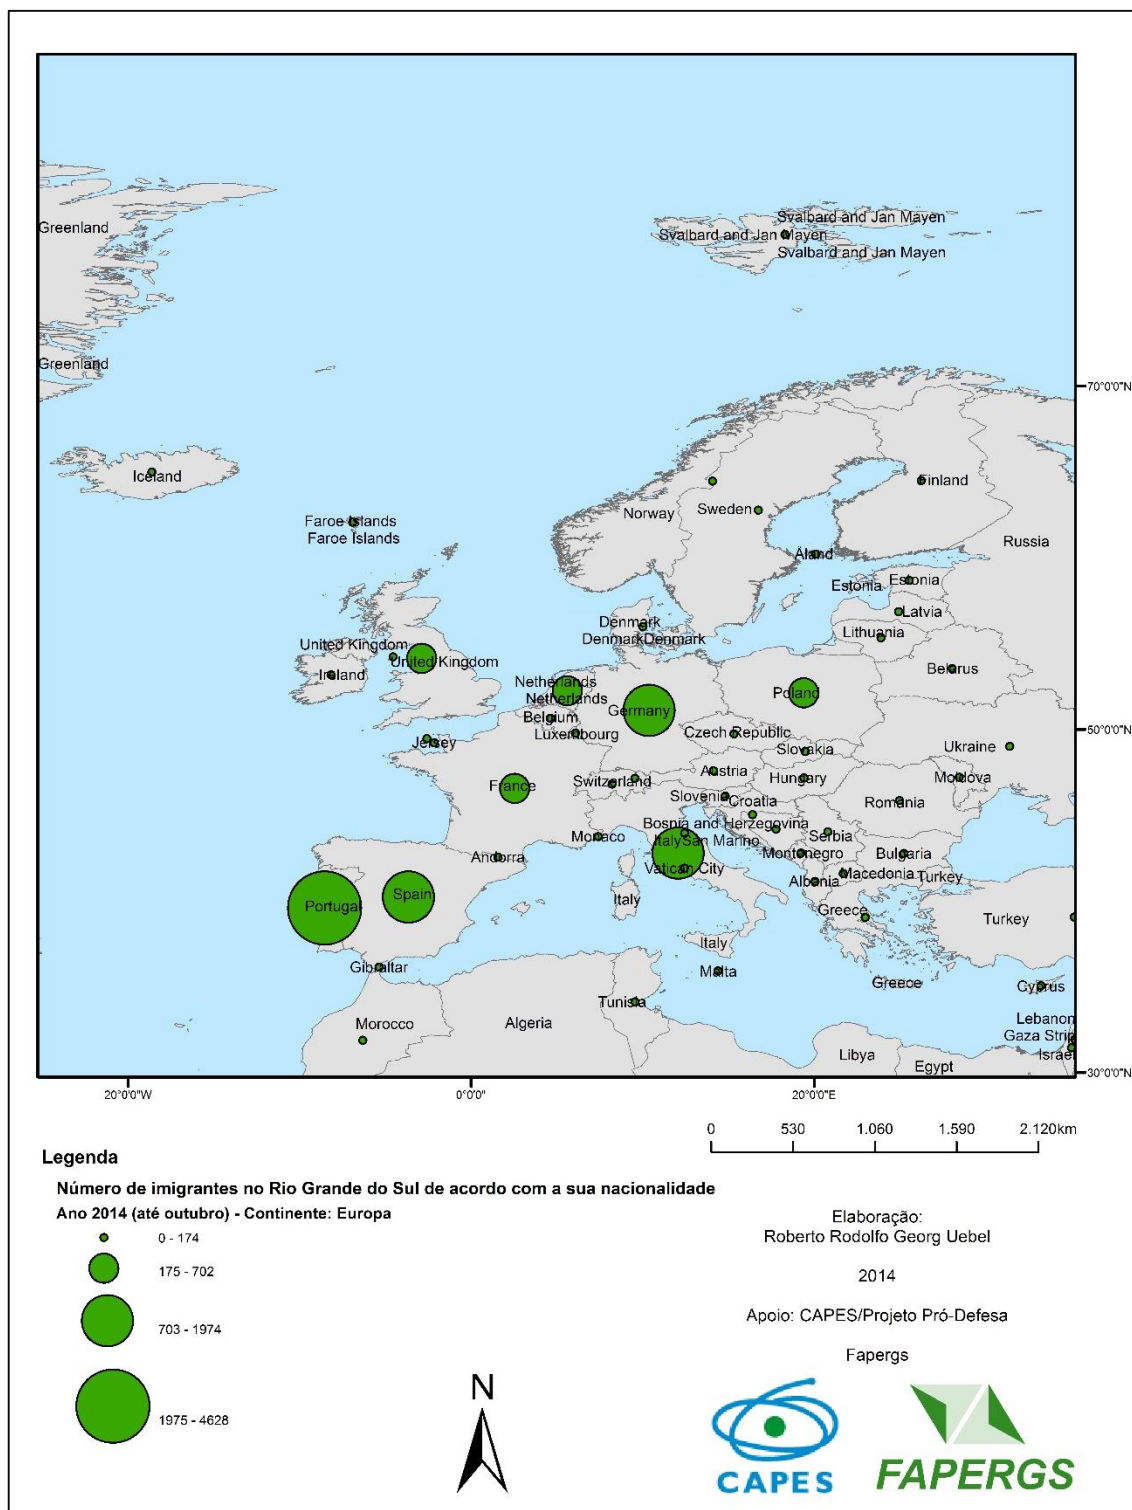 Svalbard and Jan Mayen
Greenland
Svalbard and Jan Mayen
Svalbard and Jan Mayen
Greenland
70°0'0"N
Iceland
Finland
Sweden
Norway
Faroe Islands
Faroe Islands
Russia
Åland
Estonia
Estonia
Latvia
Denmark
Lithuania
DenmarkDenmark
United Kingdom
United Kingdom
Belarus
Ireland
Netherlands
Poland
Netherlands
Germany
Belgium
50°0'0"N
Czech Republic
Luxembourg
Jersey
Slovakia
Ukraine
Austria
Moldova
Switzerland
Hungary
France
Slovenia
Croatia
Romania
Bosnia and Herzegovina
Monaco
Serbia
ItalySan Marino
Andorra
Montenegro
Bulgaria
Vatican City
Macedonia
Turkey
Albania
Spain
Italy
Portugal
Greece
Turkey
Italy
Gibraltar
Malta
Greece
Cyprus
Tunisia
Lebanon
Morocco
Algeria
Gaza Strip
Libya
Israel
Egypt
30°0'0"N
20°0'0"W
0°0'0"
20°0'0"E
0 530 1.060 1.590 2.120km
Legenda
Número de imigrantes no Rio Grande do Sul de acordo com a sua nacionalidade
Ano 2014 (até outubro) - Continente: Europa
0 - 174
175 - 702
703 - 1974
1975 - 4628
N
Elaboração:
Roberto Rodolfo Georg Uebel
2014
Apoio: CAPES/Projeto Pró-Defesa
Fapergs
CAPES
FAPERGS